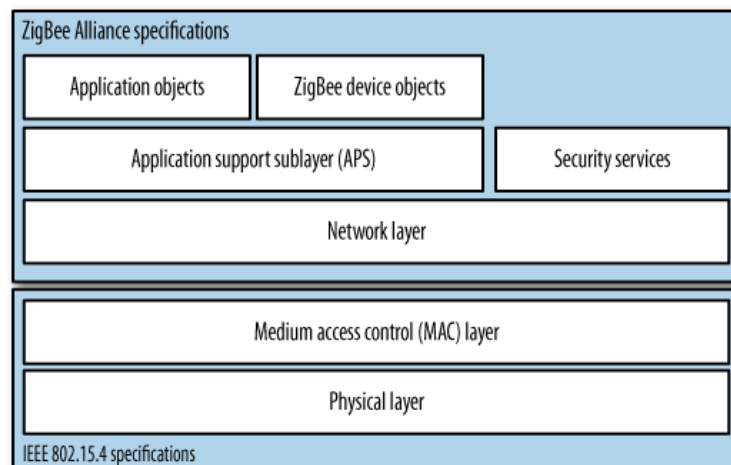 ZigBee Alliance specifications
Application objects
ZigBee device objects
Application support sublayer (APS)
Security services
Network layer
Medium access control (MAC) layer
Physical layer
IEEE 802.15.4 specifications